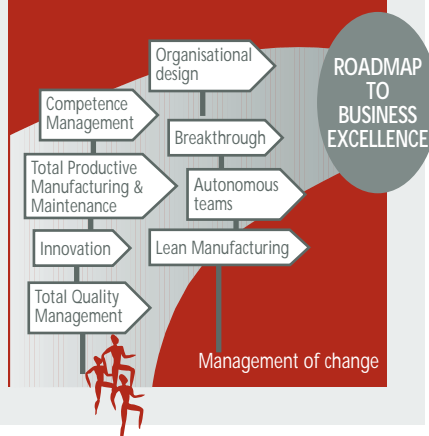 Organisational
design
ROADMAP
TO
BUSINESS
EXCELLENCE
Competence
Management
Breakthrough
Total Productive
Manufacturing &
Maintenance
Autonomous
teams
Innovation
Lean Manufacturing
Total Quality
Management
Management of change